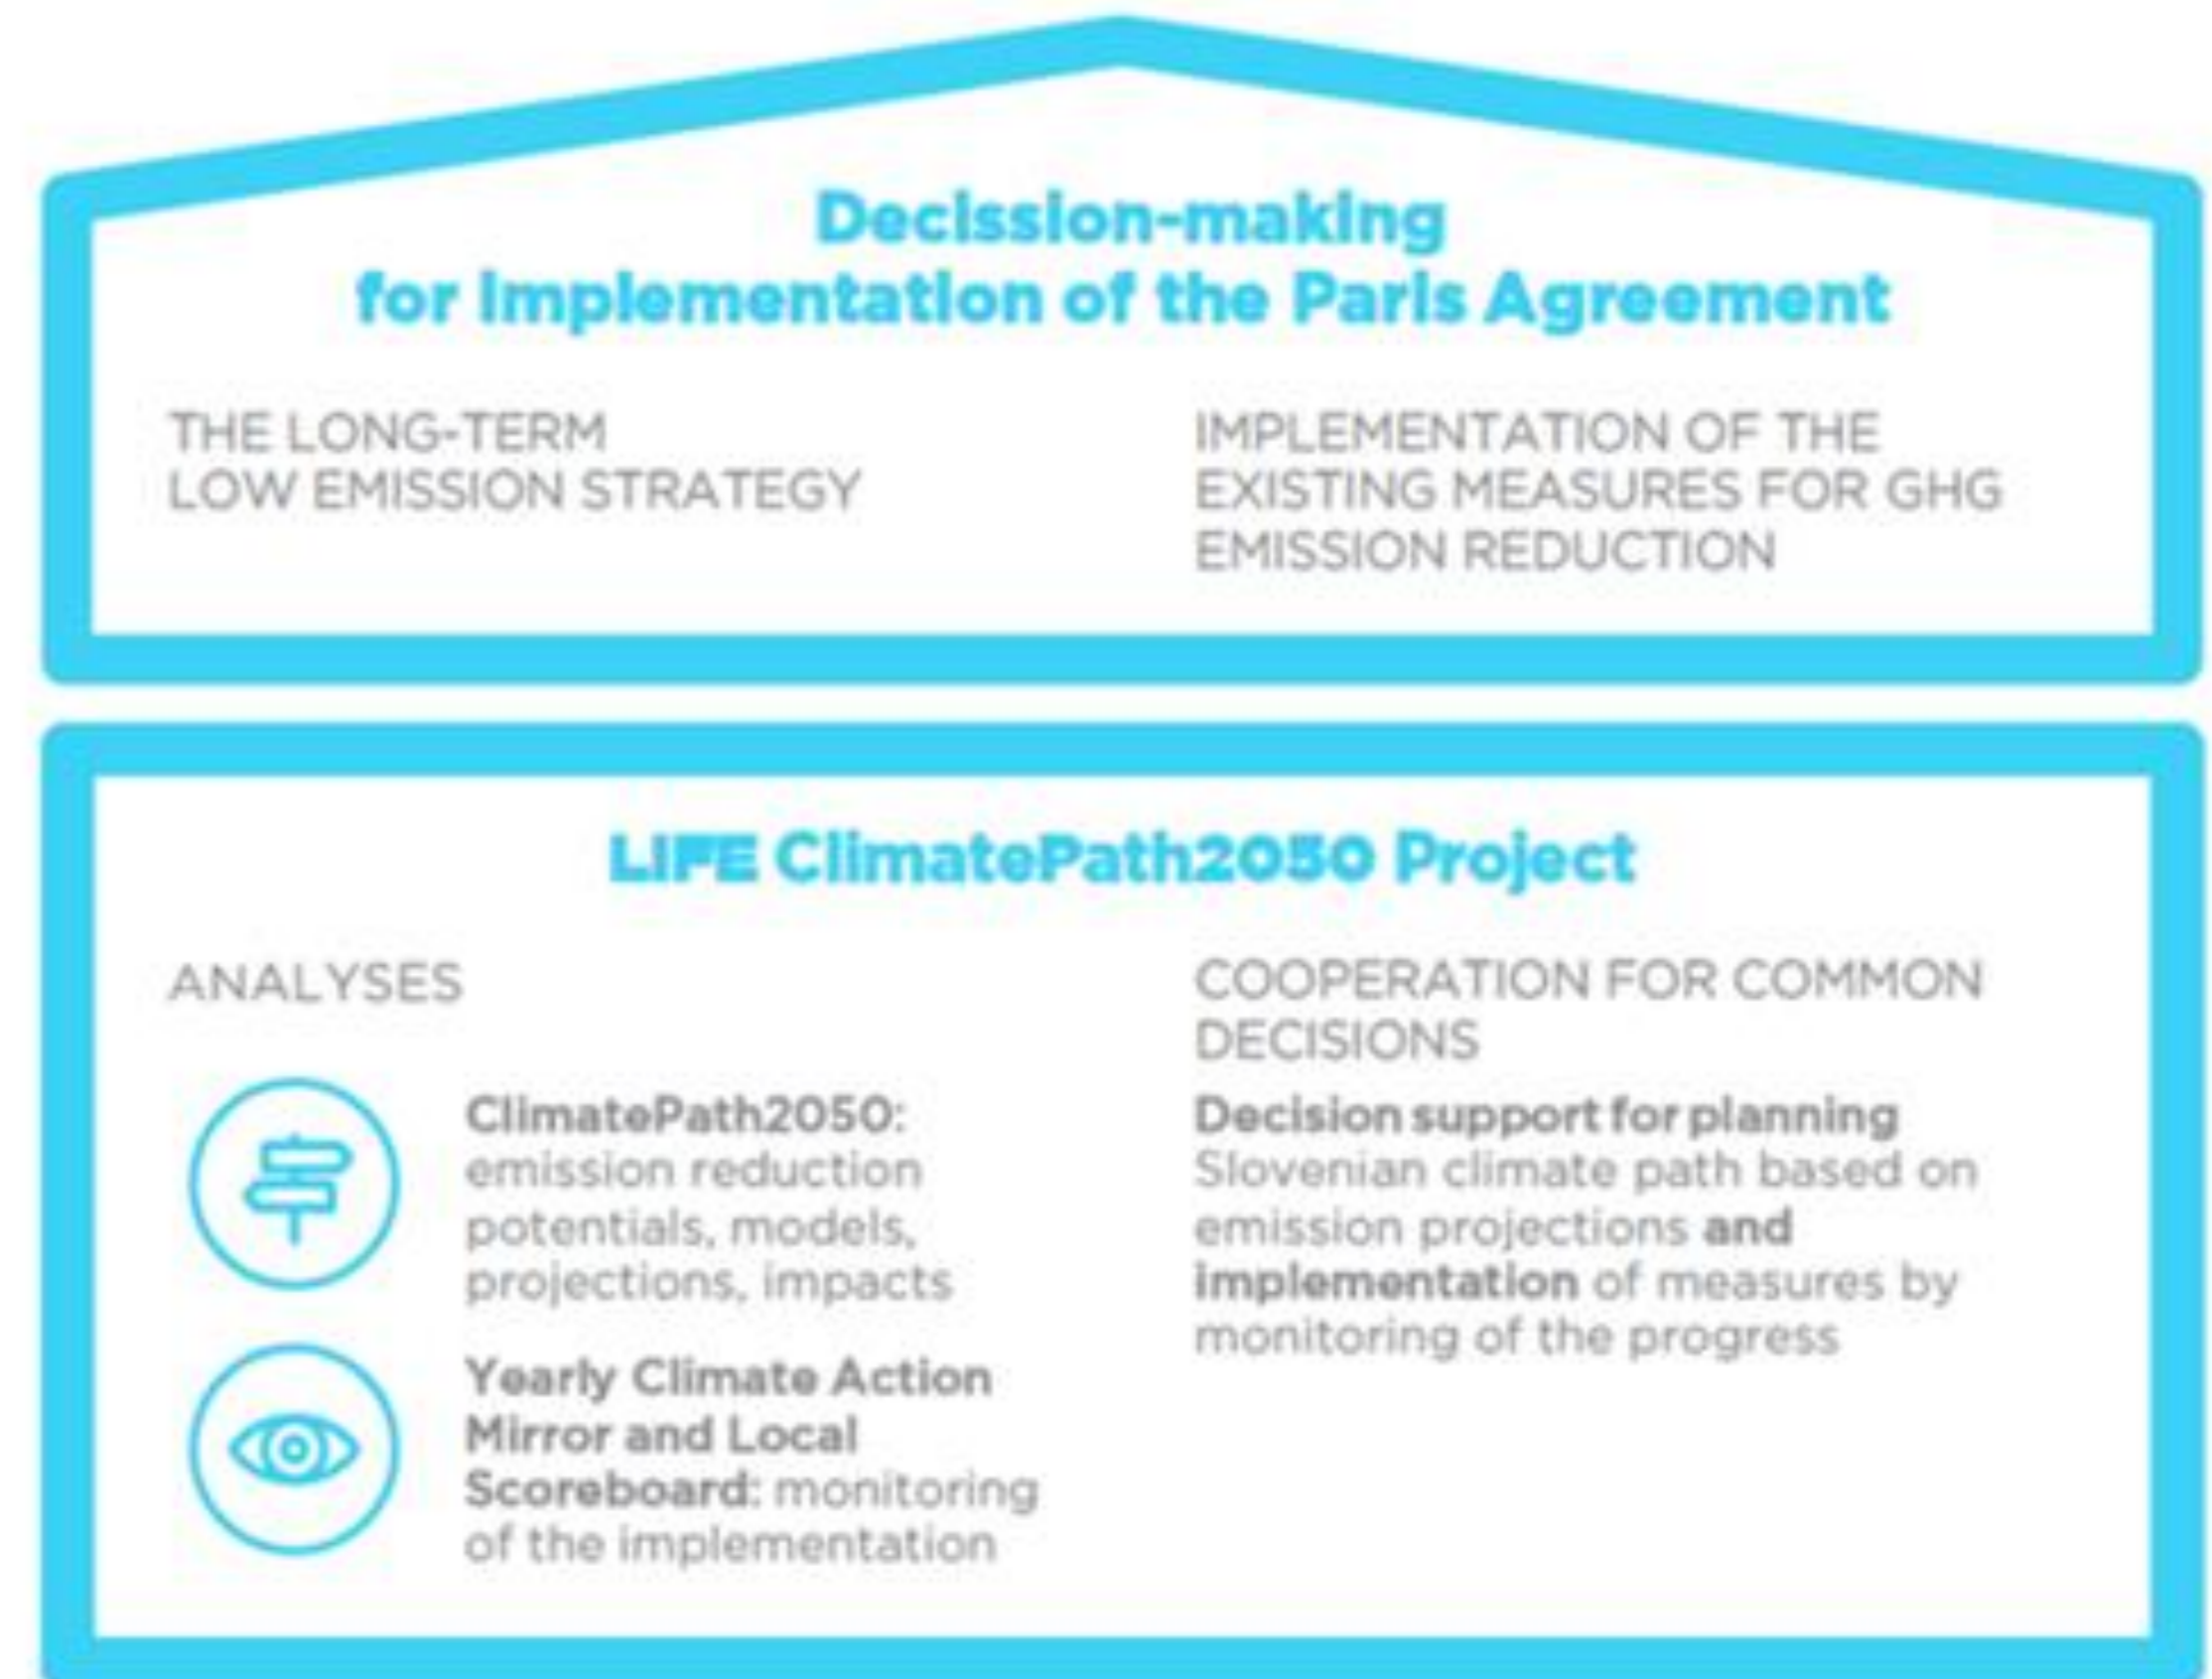 Decission-making
for Implementation of the Paris Agreement
THE LONG-TERM
LOW EMISSION STRATEGY
IMPLEMENTATION OF THE
EXISTING MEASURES FOR GHG
EMISSION REDUCTION
LIFE ClimatePath2050 Project
ANALYSES
ClimatePath2050:
emission reduction
potentials, models,
projections, impacts
Yearly Climate Action
Mirror and Local
Scoreboard: monitoring
of the implementation
COOPERATION FOR COMMON
DECISIONS
Decision support for planning
Slovenian climate path based on
emission projections and
implementation of measures by
monitoring of the progress